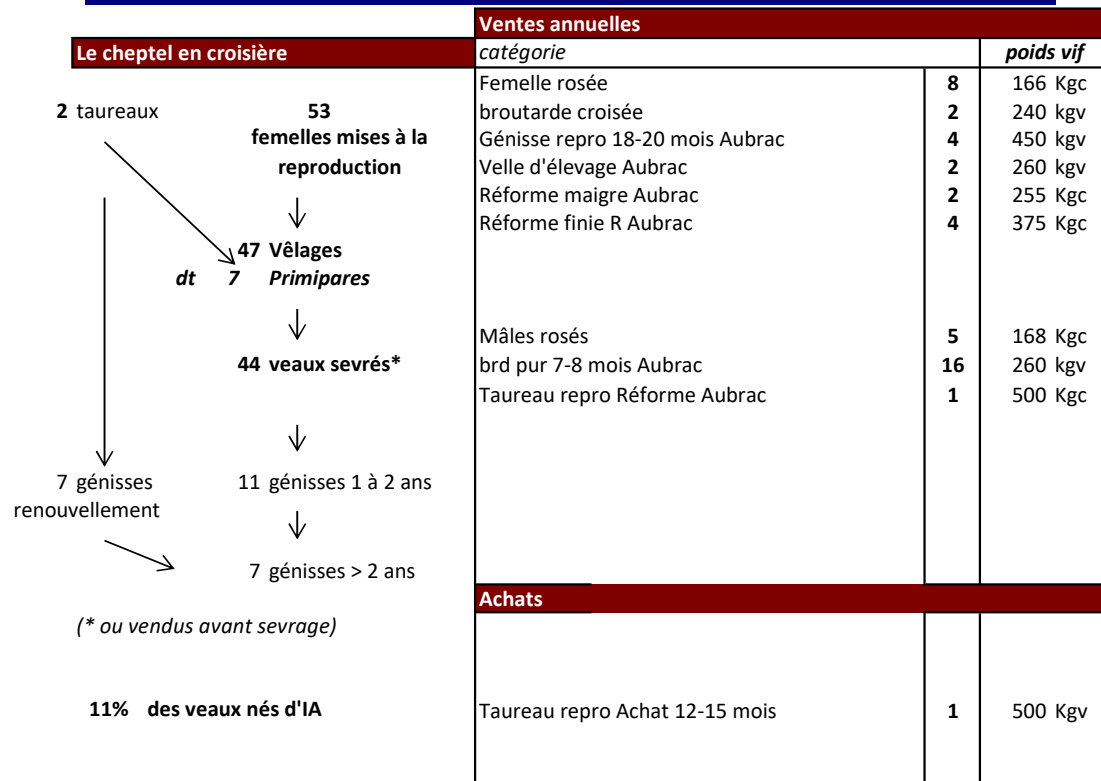 Le cheptel en croisière
2 taureaux 53
femelles mises à la
reproduction
47 Vêlages
dt 7 Primipares
44 veaux sevrés*
7 génisses 11 génisses 1 à 2 ans
renouvellement
7 génisses > 2 ans
(* ou vendus avant sevrage)
11% des veaux nés d'IA
Ventes annuelles
catégorie poids vif
Femelle rosée 8 166 Kgc
broutarde croisée 2 240 kgv
Génisse repro 18-20 mois Aubrac 4 450 kgv
Velle d'élevage Aubrac 2 260 kgv
Réforme maigre Aubrac 2 255 Kgc
Réforme finie R Aubrac 4 375 Kgc
Mâles rosés 5 168 Kgc
brd pur 7-8 mois Aubrac 16 260 kgv
Taureau repro Réforme Aubrac 1 500 Kgc
Achats
Taureau repro Achat 12-15 mois 1 500 Kgv